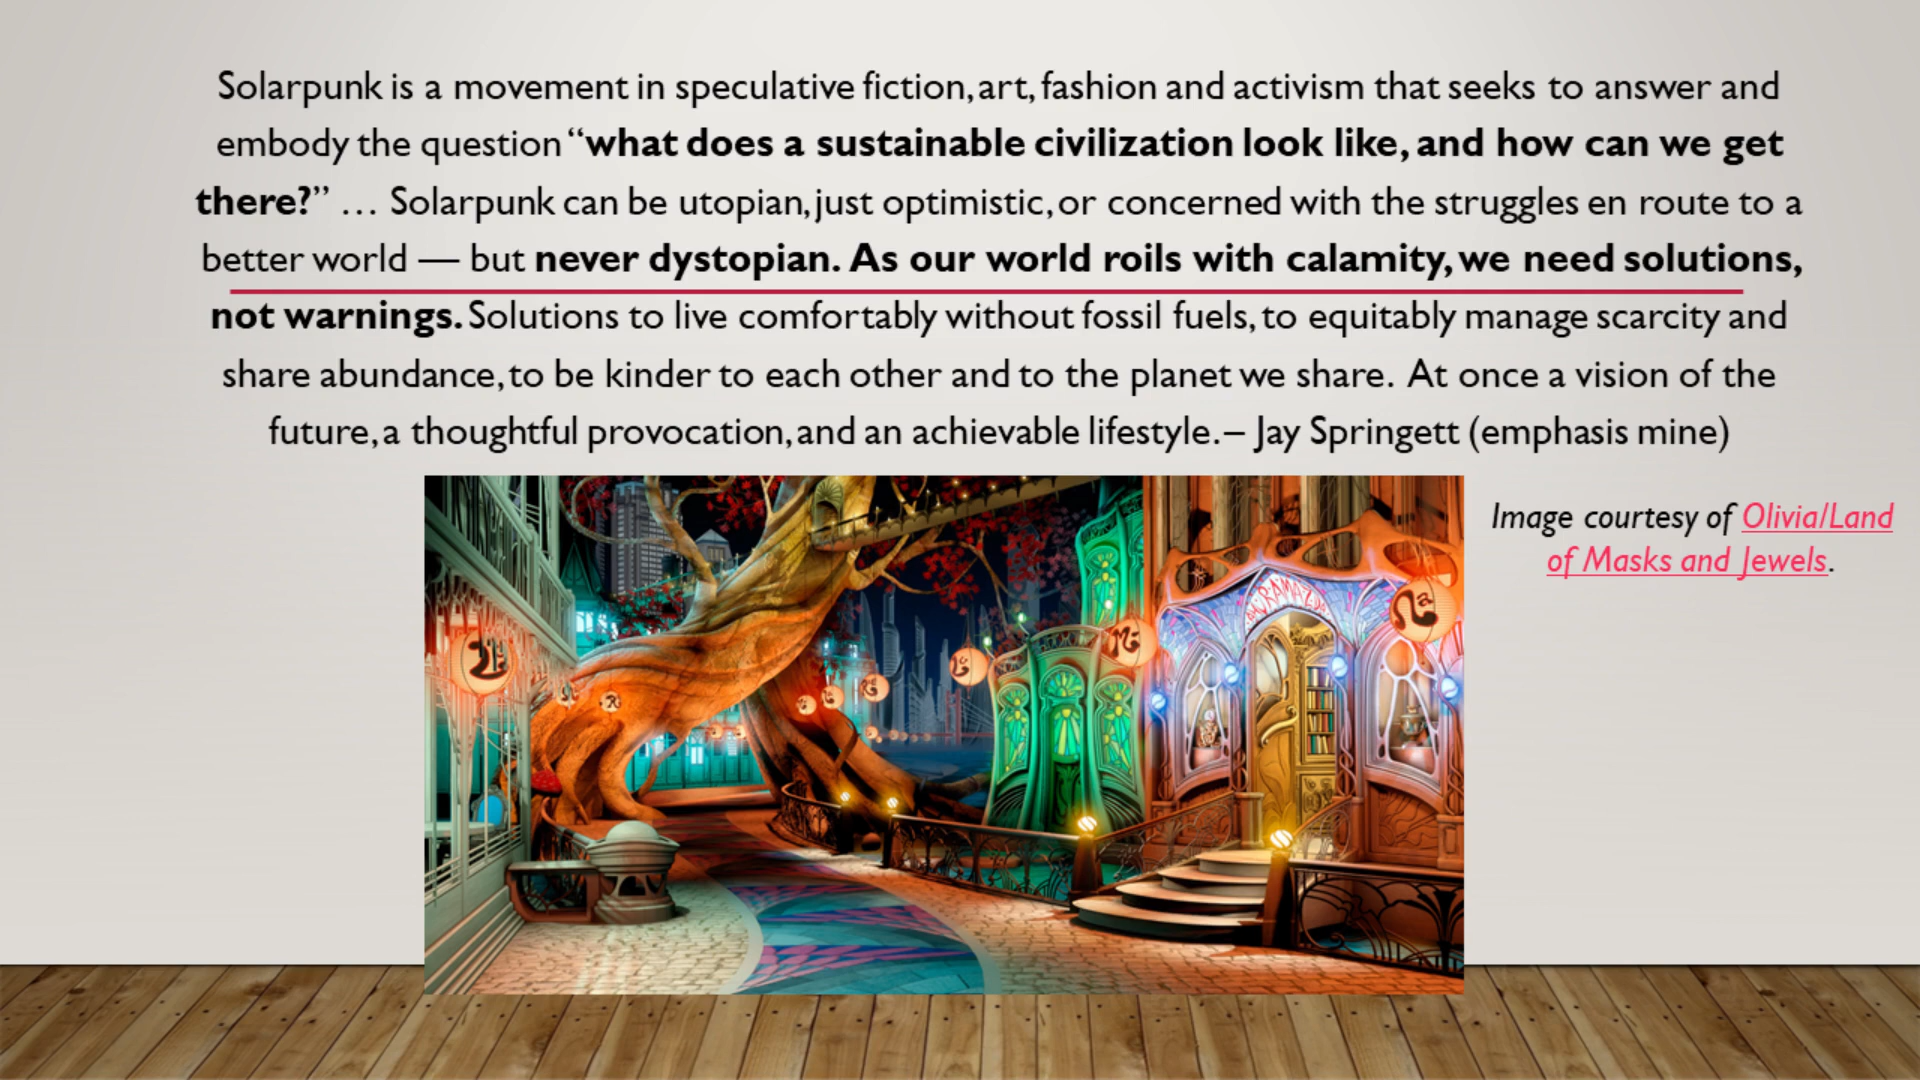 Solarpunk is a movement in speculative fiction, art, fashion and activism that seeks to answer and
embody the question “what does a sustainable civilization look like, and how can we get
there?” … Solarpunk can be utopian, just optimistic, or concerned with the struggles en route to a
better world — but never dystopian. As our world roils with calamity, we need solutions,
not warnings. Solutions to live comfortably without fossil fuels, to equitably manage scarcity and
share abundance, to be kinder to each other and to the planet we share. At once a vision of the
future, a thoughtful provocation, and an achievable lifestyle. – Jay Springett (emphasis mine)
Image courtesy of Olivia/Land
of Masks and Jewels.